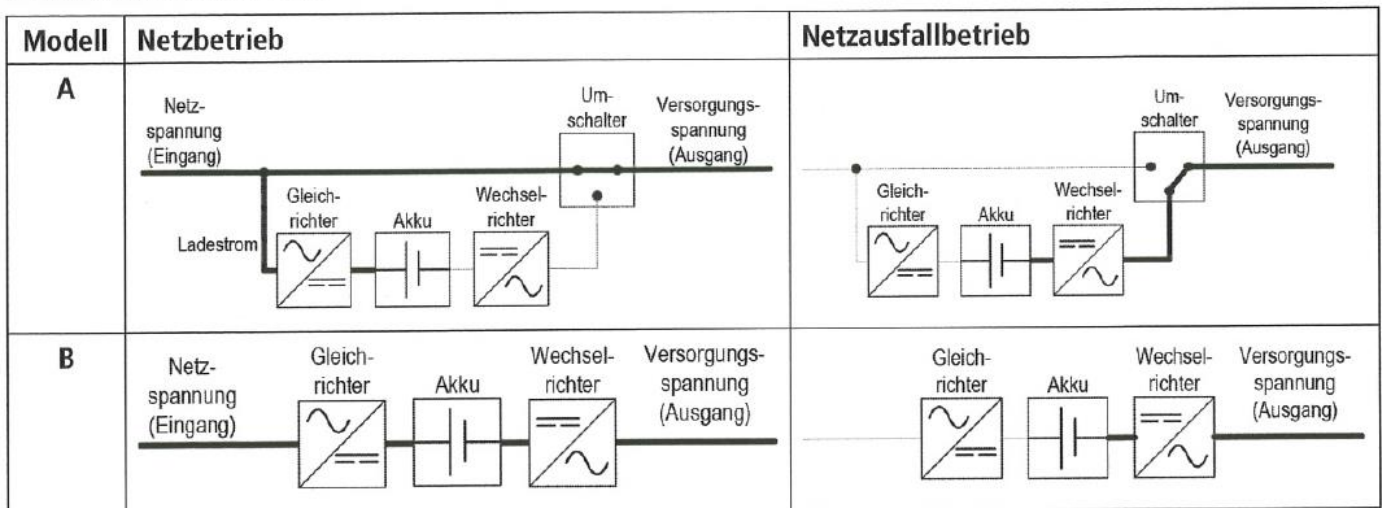 Modell Netzbetrieb Netzausfallbetrieb
A
Netz-
spannung
(Eingang)
Um-
schalter
Versorgungs-
spannung
(Ausgang)
Ladestrom
Gleich-
richter
Akku
Wechsel-
richter
Um-
schalter
Versorgungs-
spannung
(Ausgang)
Gleich-
richter
Akku
Wechsel-
richter
B
Netz-
spannung
(Eingang)
Gleich-
richter
Akku
Wechsel-
richter
Versorgungs-
spannung
(Ausgang)
Gleich-
richter
Akku
Wechsel-
richter
Versorgungs-
spannung
(Ausgang)